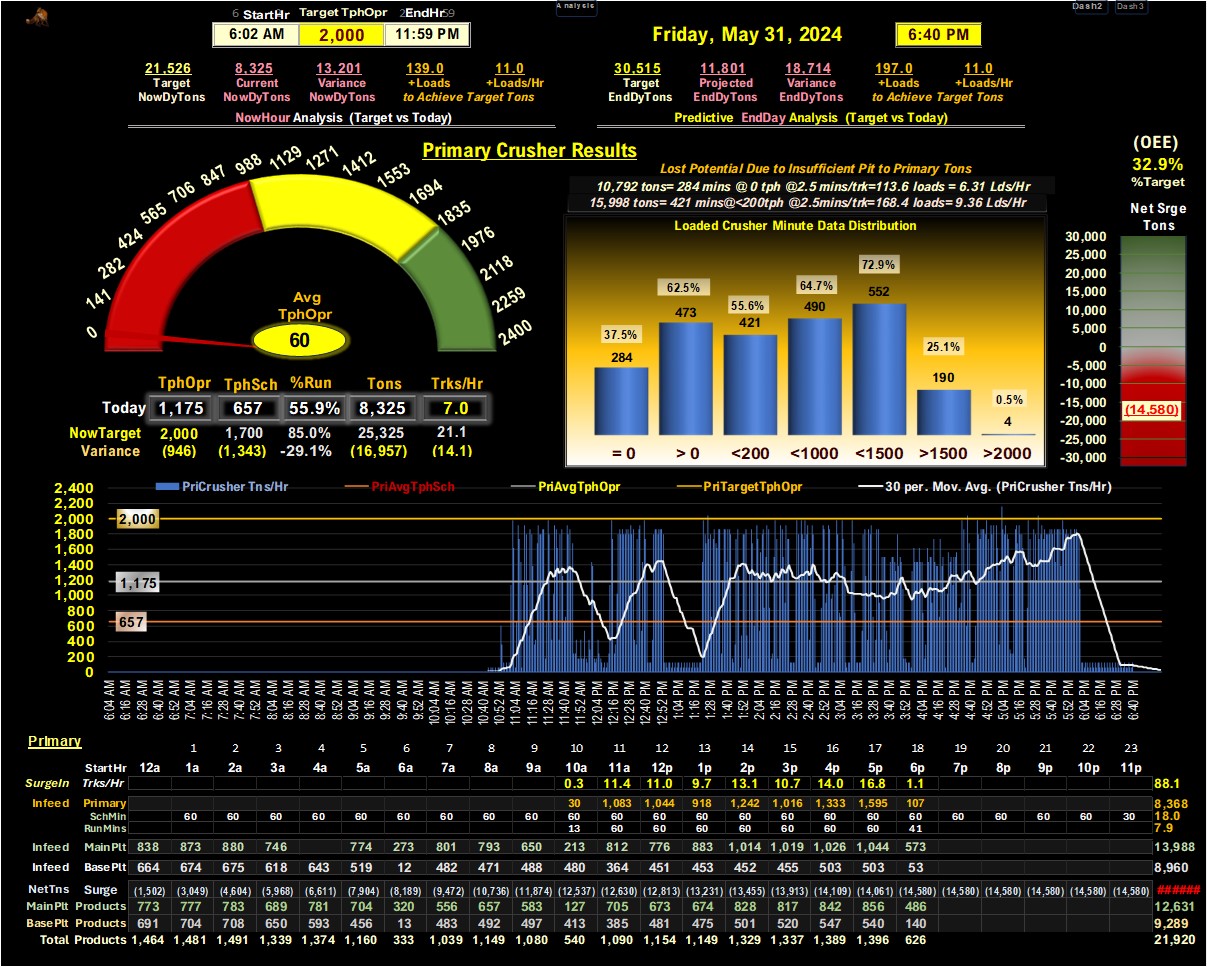 Analysis
Dash2 Dash3
6 StartHr Target TphOpr 2EndHr59
6:02 AM 2,000 11:59 PM
Friday, May 31, 2024 6:40 PM
21,526 8,325 13,201 139.0 11.0
Target Current Variance +Loads +Loads/Hr
NowDyTons NowDyTons NowDyTons to Achieve Target Tons
NowHour Analysis (Target vs Today)
30,515 11,801 18,714 197.0 11.0
Target Projected Variance +Loads +Loads/Hr
EndDyTons EndDyTons EndDyTons to Achieve Target Tons
Predictive EndDay Analysis (Target vs Today)
Primary Crusher Results
(OEE)
32.9%
%Target
Lost Potential Due to Insufficient Pit to Primary Tons
10,792 tons= 284 mins @ 0 tph @2.5 mins/trk=113.6 loads = 6.31 Lds/Hr
15,998 tons= 421 mins@<200tph @2.5mins/trk=168.4 loads= 9.36 Lds/Hr
0 141 282 424 565 706 847 988 1129 1271 1412 1553 1694 1835 1976 2118 2259 2400
Avg
TphOpr
60
Loaded Crusher Minute Data Distribution
37.5% 62.5% 55.6% 64.7% 72.9% 25.1% 0.5%
284 473 421 490 552 190 4
= 0 > 0 <200 <1000 <1500 >1500 >2000
Net Srge
Tons
30,000
25,000
20,000
15,000
10,000
5,000
0
-5,000
-10,000
-15,000
(14,580)
-20,000
-25,000
-30,000
TphOpr TphSch %Run Tons Trks/Hr
Today 1,175 657 55.9% 8,325 7.0
NowTarget 2,000 1,700 85.0% 25,325 21.1
Variance (946) (1,343) -29.1% (16,957) (14.1)
PriCrusher Tns/Hr PriAvgTphSch PriAvgTphOpr PriTargetTphOpr 30 per. Mov. Avg. (PriCrusher Tns/Hr)
2,400
2,200
2,000
1,800
1,600
1,400
1,200
1,000
800
600
400
200
0
2,000
1,175
657
6:04 AM 6:16 AM 6:28 AM 6:40 AM 6:52 AM 7:04 AM 7:16 AM 7:28 AM 7:40 AM 7:52 AM 8:04 AM 8:16 AM 8:28 AM 8:40 AM 8:52 AM 9:04 AM 9:16 AM 9:28 AM 9:40 AM 9:52 AM 10:04 AM 10:16 AM 10:28 AM 10:40 AM 10:52 AM 11:04 AM 11:16 AM 11:28 AM 11:40 AM 11:52 AM 12:04 PM 12:16 PM 12:28 PM 12:40 PM 12:52 PM 1:04 PM 1:16 PM 1:28 PM 1:40 PM 1:52 PM 2:04 PM 2:16 PM 2:28 PM 2:40 PM 2:52 PM 3:04 PM 3:16 PM 3:28 PM 3:40 PM 3:52 PM 4:04 PM 4:16 PM 4:28 PM 4:40 PM 4:52 PM 5:04 PM 5:16 PM 5:28 PM 5:40 PM 5:52 PM 6:04 PM 6:16 PM 6:28 PM 6:40 PM
Primary
1 2 3 4 5 6 7 8 9 10 11 12 13 14 15 16 17 18 19 20 21 22 23
StartHr 12a 1a 2a 3a 4a 5a 6a 7a 8a 9a 10a 11a 12p 1p 2p 3p 4p 5p 6p 7p 8p 9p 10p 11p
SurgeIn Trks/Hr 0.3 11.4 11.0 9.7 13.1 10.7 14.0 16.8 1.1 88.1
Infeed Primary 30 1,083 1,044 918 1,242 1,016 1,333 1,595 107 8,368
SchMin 60 60 60 60 60 60 60 60 60 60 60 60 60 60 60 60 60 60 60 60 60 60 30 18.0
RunMins 13 60 60 60 60 60 60 60 41 7.9
Infeed MainPlt 838 873 880 746 774 273 801 793 650 213 812 776 883 1,014 1,019 1,026 1,044 573 13,988
Infeed BasePlt 664 674 675 618 643 519 12 482 471 488 480 364 451 453 452 455 503 503 53 8,960
NetTns Surge (1,502) (3,049) (4,604) (5,968) (6,611) (7,904) (8,189) (9,472) (10,736) (11,874) (12,537) (12,630) (12,813) (13,231) (13,455) (13,913) (14,109) (14,061) (14,580) (14,580) (14,580) (14,580) (14,580) (14,580) ######
MainPlt Products 773 777 783 689 781 704 320 556 657 583 127 705 673 674 828 817 842 856 486 12,631
BasePlt Products 691 704 708 650 593 456 13 483 492 497 413 385 481 475 501 520 547 540 140 9,289
Total Products 1,464 1,481 1,491 1,339 1,374 1,160 333 1,039 1,149 1,080 540 1,090 1,154 1,149 1,329 1,337 1,389 1,396 626 21,920